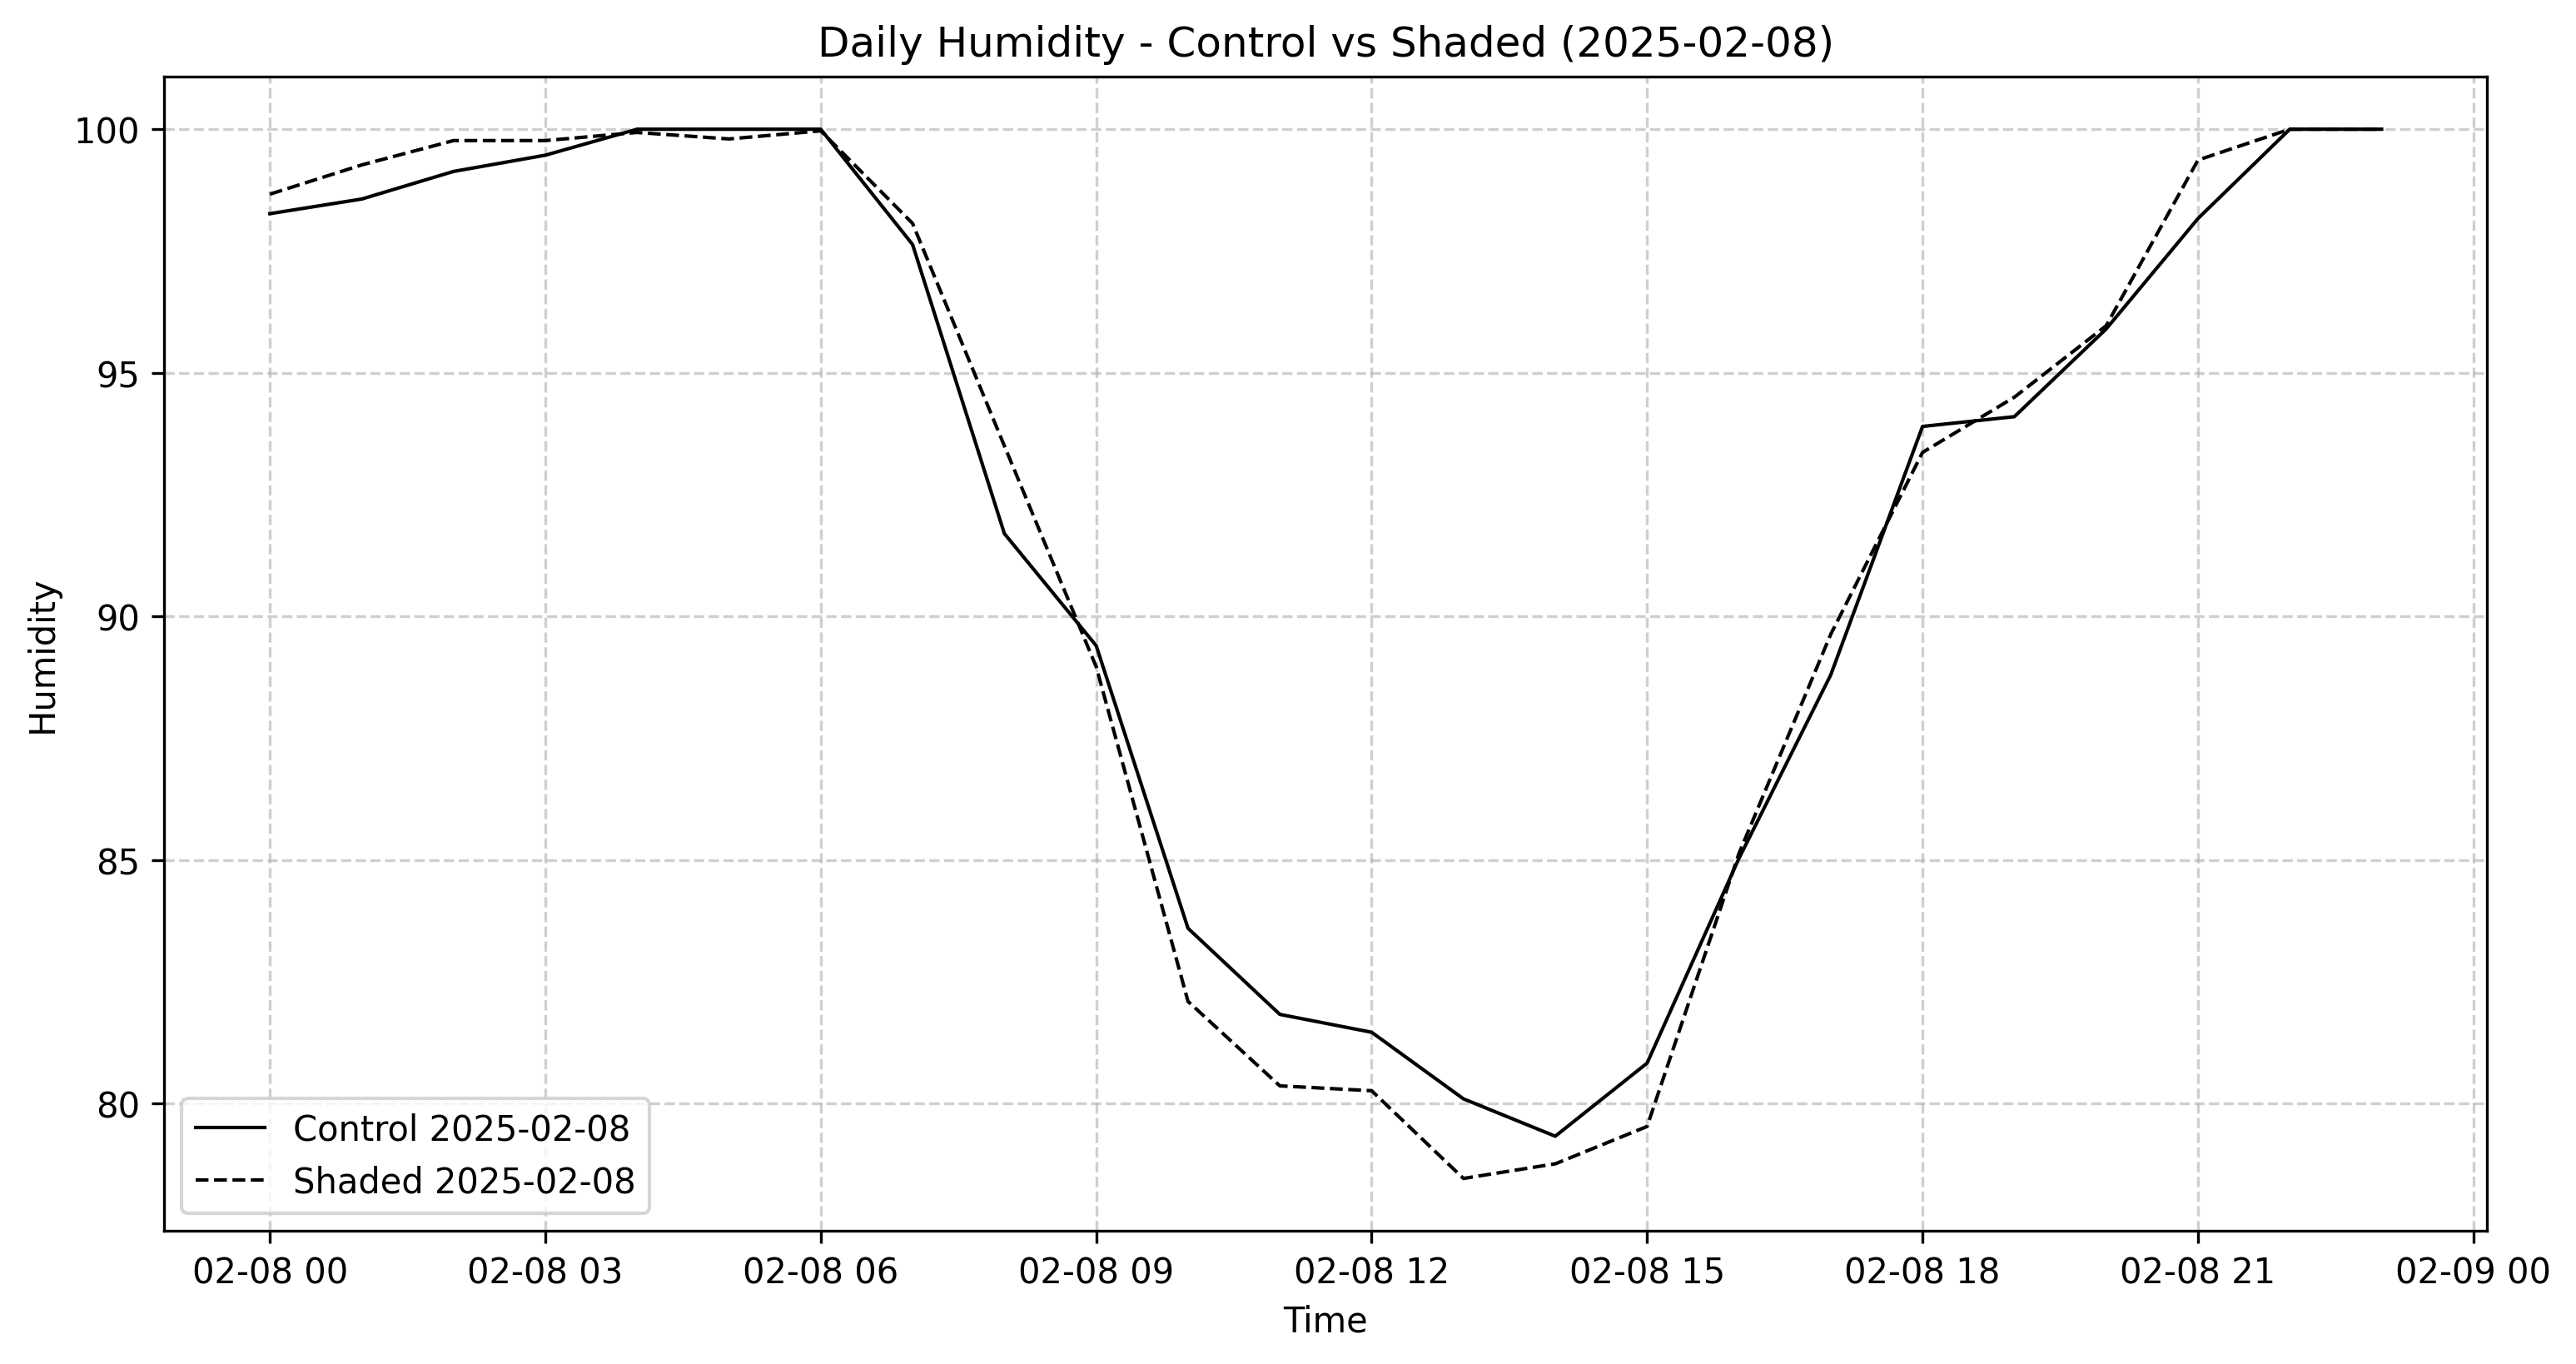 Daily Humidity - Control vs Shaded (2025-02-08)
100
95
90
85
80
Humidity
Control 2025-02-08
Shaded 2025-02-08
02-08 00 02-08 03 02-08 06 02-08 09 02-08 12 02-08 15 02-08 18 02-08 21 02-09 00
Time